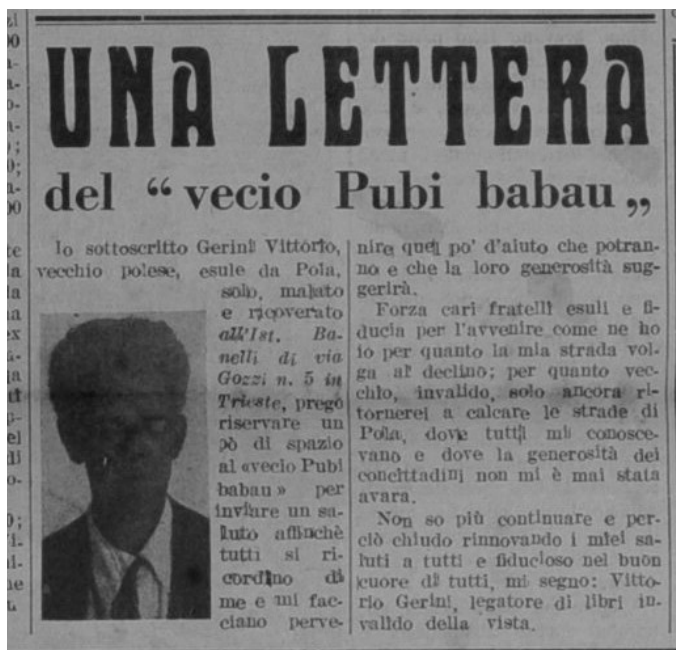 UNA LETTERA
del “vecio Pubi babau„
Io sottoscritto Gerini Vittorio,
vecchio polese, esule da Pola,
solo, malato
e ricoverato
all'Ist. Ba-
nelli di via
Gozzi n. 5 in
Trieste, prego
riservare un
pò di spazio
al «vecio Pubi
babau» per
inviare un sa-
luto affinchè
tutti si ri-
cordino di
me e mi fac-
ciano perve-
nire quel po' d'aiuto che potran-
no e che la loro generosità sug-
gerirà.
Forza cari fratelli esuli e fi-
ducia per l'avvenire come ne ho
io per quanto la mia strada vol-
ga al declino; per quanto vec-
chio, invalido, solo ancora ri-
tornerei a calcare le strade di
Pola, dove tutti mi conosce-
vano e dove la generosità dei
concittadini non mi è mai stata
avara.
Non so più continuare e per-
ciò chiudo rinnovando i miei sa-
luti a tutti e fiducioso nel buon
cuore di tutti, mi segno: Vitto-
rio Gerini, legatore di libri in-
valido della vista.